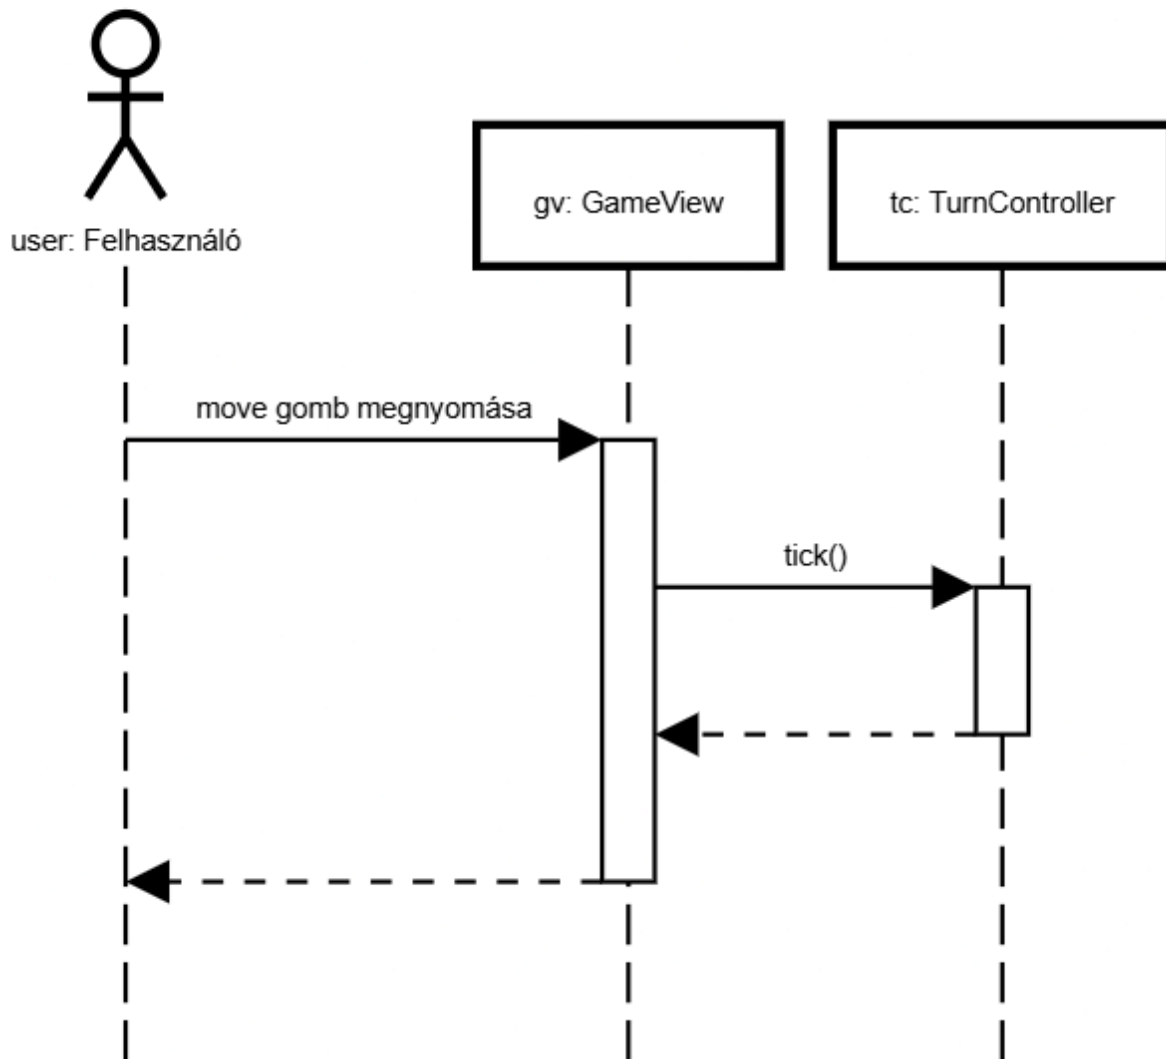 user: Felhasználó
gv: GameView
tc: TurnController
move gomb megnyomása
tick()